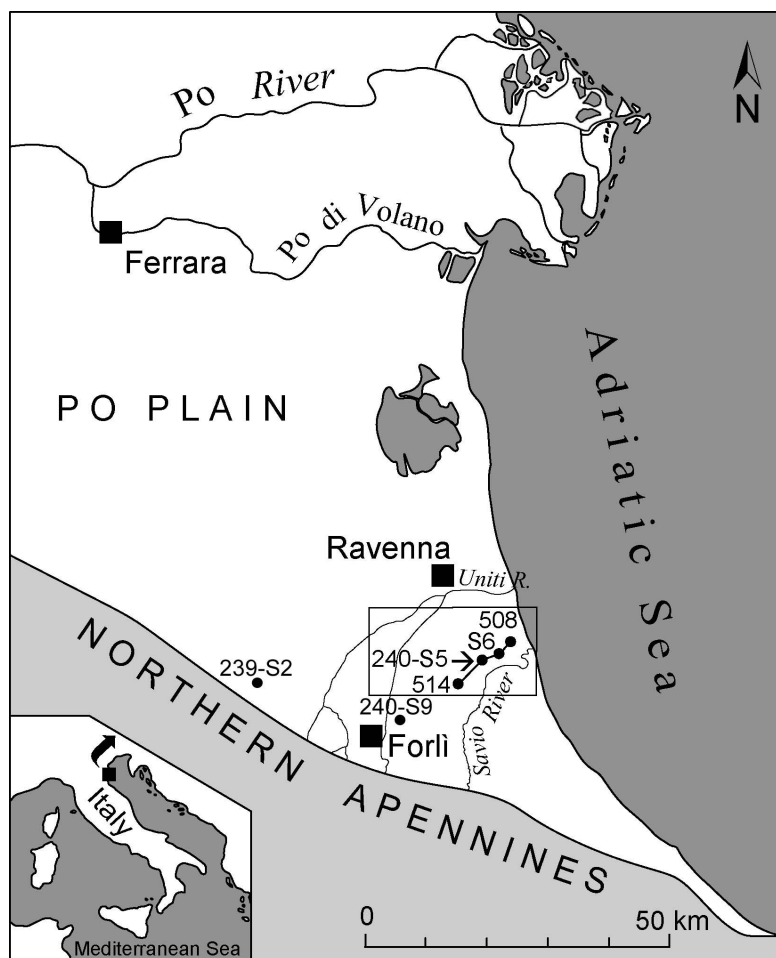 Po River
N
Po di Volano
Ferrara
Adriatic Sea
PO PLAIN
Ravenna
Uniti R.
508
S6
240-S5
514
239-S2
240-S9
Savio River
Forlì
NORTHERN APENNINES
Italy
0 50 km
Mediterranean Sea